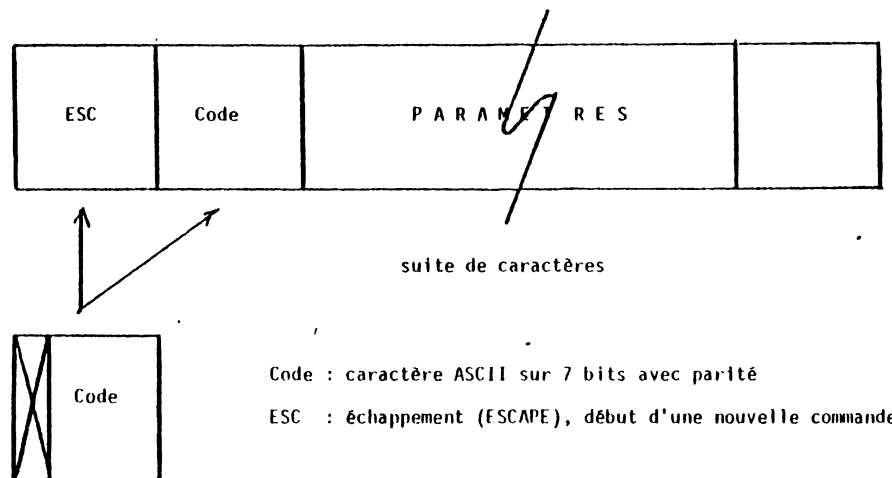 ESC Code P A R A M E T R E S
suite de caractères
Code
Code : caractère ASCII sur 7 bits avec parité
ESC : échappement (ESCAPE), début d'une nouvelle commande